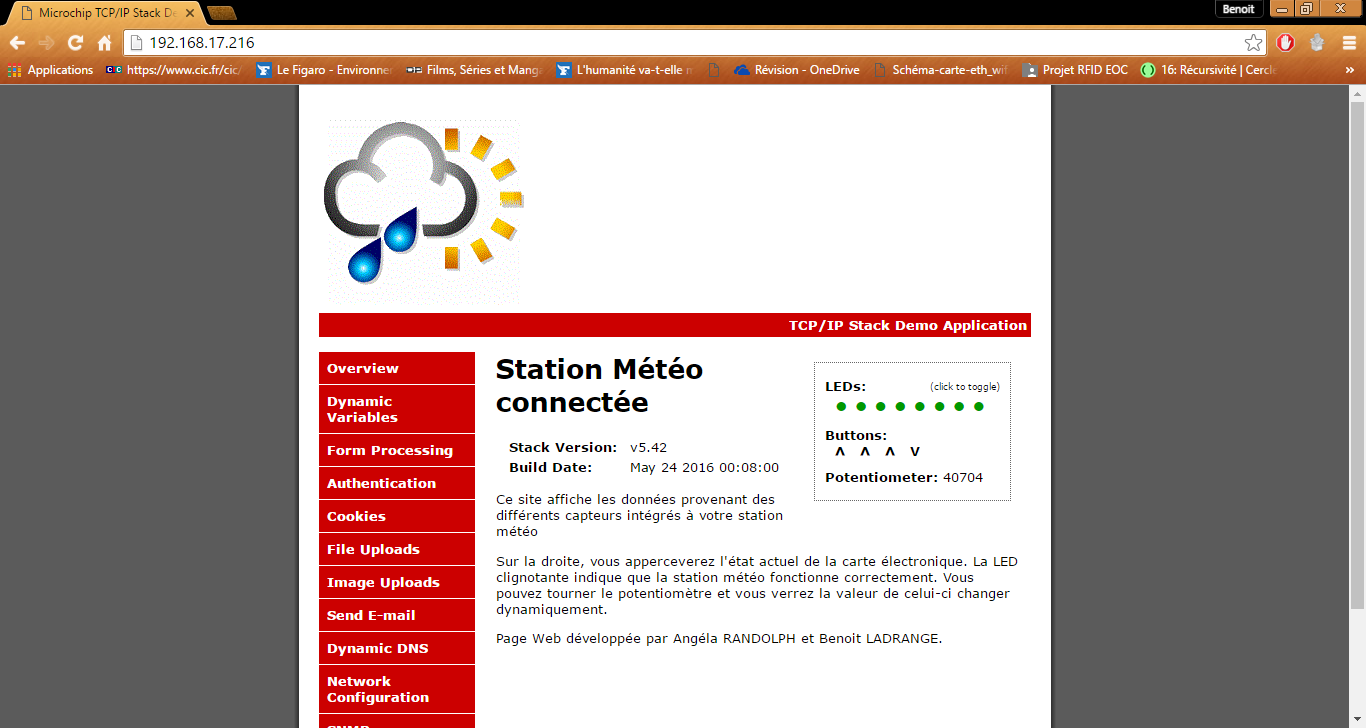 Microchip TCP/IP Stack De
Benoit
192.168.17.216
Applications https://www.cic.fr/cic/ Le Figaro - Environne Films, Séries et Manga L'humanité va-t-elle Révision - OneDrive Schéma-carte-eth_wif Projet RFID EOC 16: Récursivité | Cercle »
TCP/IP Stack Demo Application
Overview
Dynamic
Variables
Form Processing
Authentication
Cookies
File Uploads
Image Uploads
Send E-mail
Dynamic DNS
Network
Configuration
SNMP
Station Météo
connectée
Stack Version: v5.42
Build Date: May 24 2016 00:08:00
Ce site affiche les données provenant des
différents capteurs intégrés à votre station
météo
LEDs: (click to toggle)
Buttons:
Λ Λ Λ V
Potentiometer: 40704
Sur la droite, vous apperceverez l'état actuel de la carte électronique. La LED
clignotante indique que la station météo fonctionne correctement. Vous
pouvez tourner le potentiomètre et vous verrez la valeur de celui-ci changer
dynamiquement.
Page Web développée par Angéla RANDOLPH et Benoit LADRANGE.